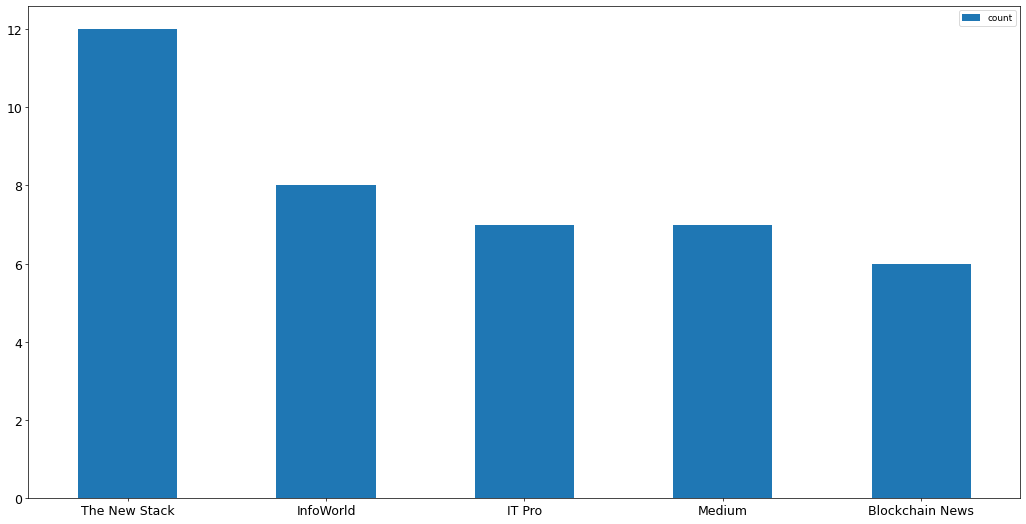 count
12
10
8
6
4
2
0
The New Stack
InfoWorld
IT Pro
Medium
Blockchain News